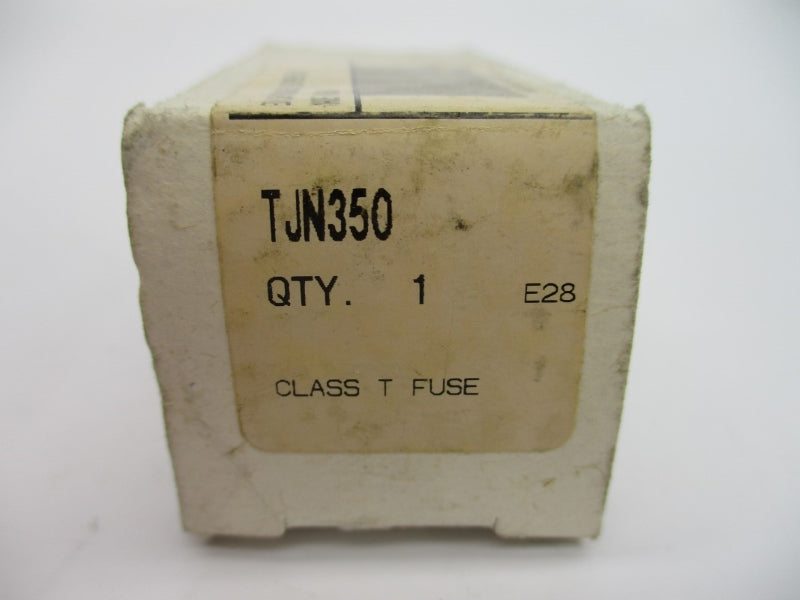 TJN350
QTY. 1 E28
CLASS T FUSE